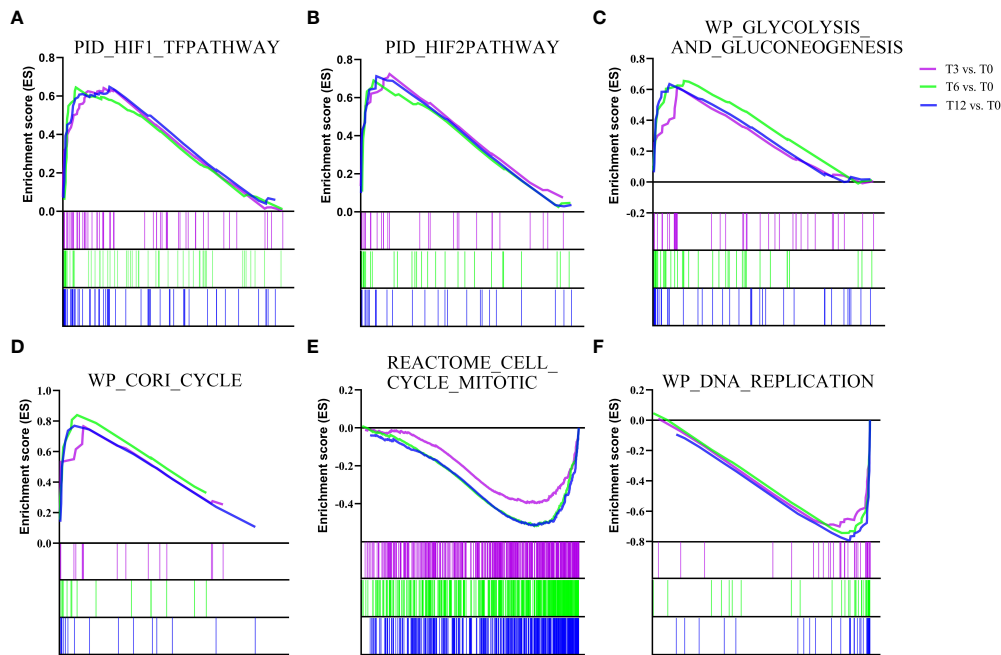 A
PID_HIF1_TFPATHWAY
Enrichment score (ES)
0.8
0.6
0.4
0.2
0.0
B
PID_HIF2PATHWAY
Enrichment score (ES)
0.8
0.6
0.4
0.2
0.0
C
WP_GLYCOLYSIS_
AND_GLUCONEOGENESIS
Enrichment score (ES)
0.8
0.6
0.4
0.2
0.0
-0.2
T3 vs. T0
T6 vs. T0
T12 vs. T0
D
WP_CORI_CYCLE
Enrichment score (ES)
1.0
0.8
0.6
0.4
0.2
0.0
E
REACTOME_CELL_
CYCLE_MITOTIC
Enrichment score (ES)
0.2
0.0
-0.2
-0.4
F
WP_DNA_REPLICATION
Enrichment score (ES)
0.2
0.0
-0.2
-0.4
-0.6
-0.8